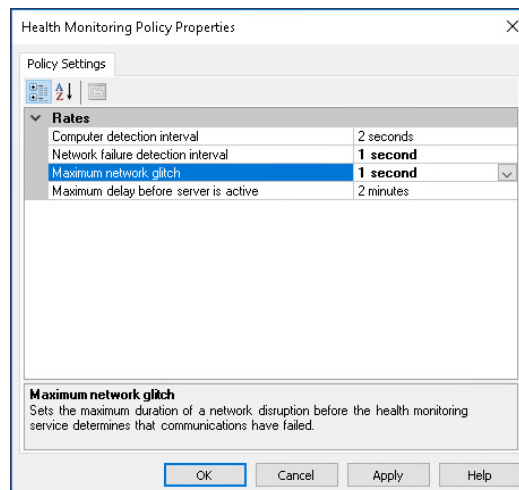 Health Monitoring Policy Properties
Policy Settings
Rates
Computer detection interval 2 seconds
Network failure detection interval 1 second
Maximum network glitch 1 second
Maximum delay before server is active 2 minutes
Maximum network glitch
Sets the maximum duration of a network disruption before the health monitoring
service determines that communications have failed.
OK Cancel Apply Help